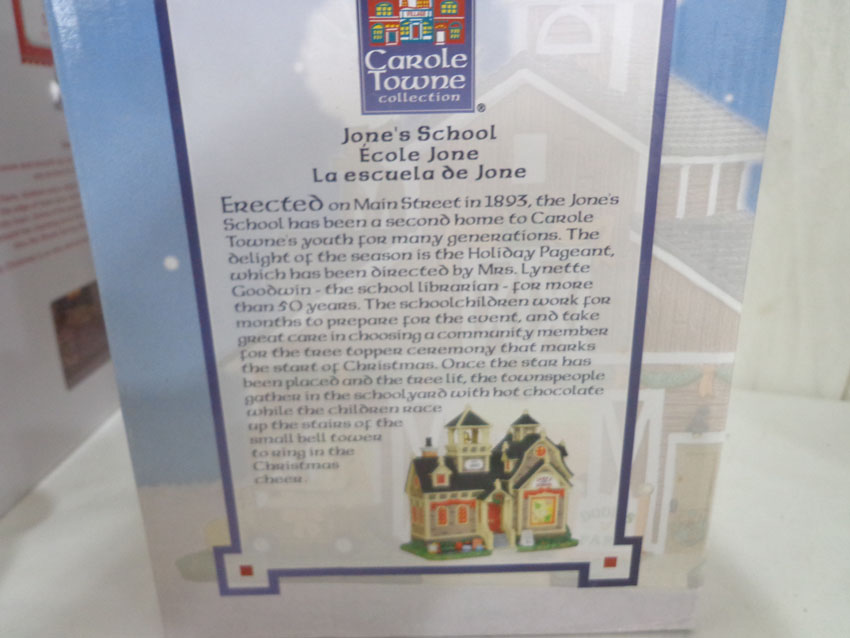 Carole
Towne
collection
®
Jone's School
École Jone
La escuela de Jone
Erected on Main Street in 1893, the Jone's
School has been a second home to Carole
Towne's youth for many generations. The
delight of the season is the Holiday Pageant,
which has been directed by Mrs. Lynette
Goodwin - the school librarian - for more
than 50 years. The schoolchildren work for
months to prepare for the event, and take
great care in choosing a community member
for the tree topper ceremony that marks
the start of Christmas. Once the star has
been placed and the tree lit, the townspeople
gather in the schoolyard with hot chocolate
while the children race
up the stairs of the
small bell tower
to ring in the
Christmas
cheer.